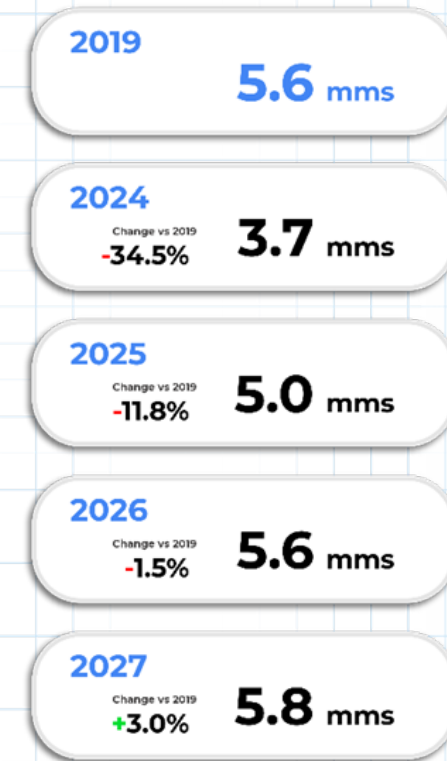 2019
5.6 mms
2024
Change vs 2019
-34.5%
3.7 mms
2025
Change vs 2019
-11.8%
5.0 mms
2026
Change vs 2019
-1.5%
5.6 mms
2027
Change vs 2019
+3.0%
5.8 mms